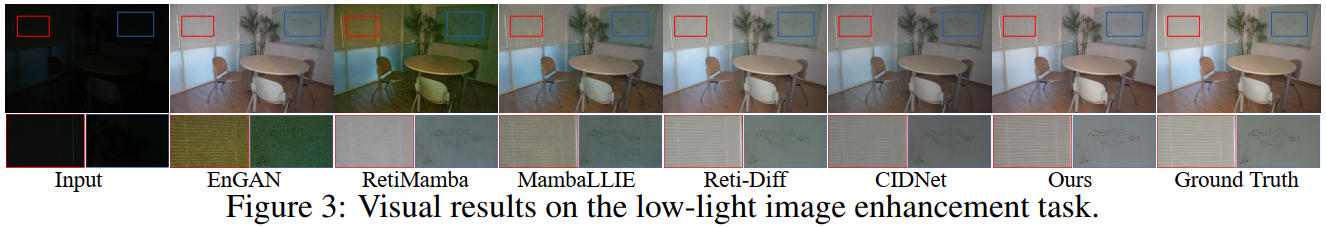 Input EnGAN RetiMamba MambaLLIE Reti-Diff CIDNet Ours Ground Truth
Figure 3: Visual results on the low-light image enhancement task.